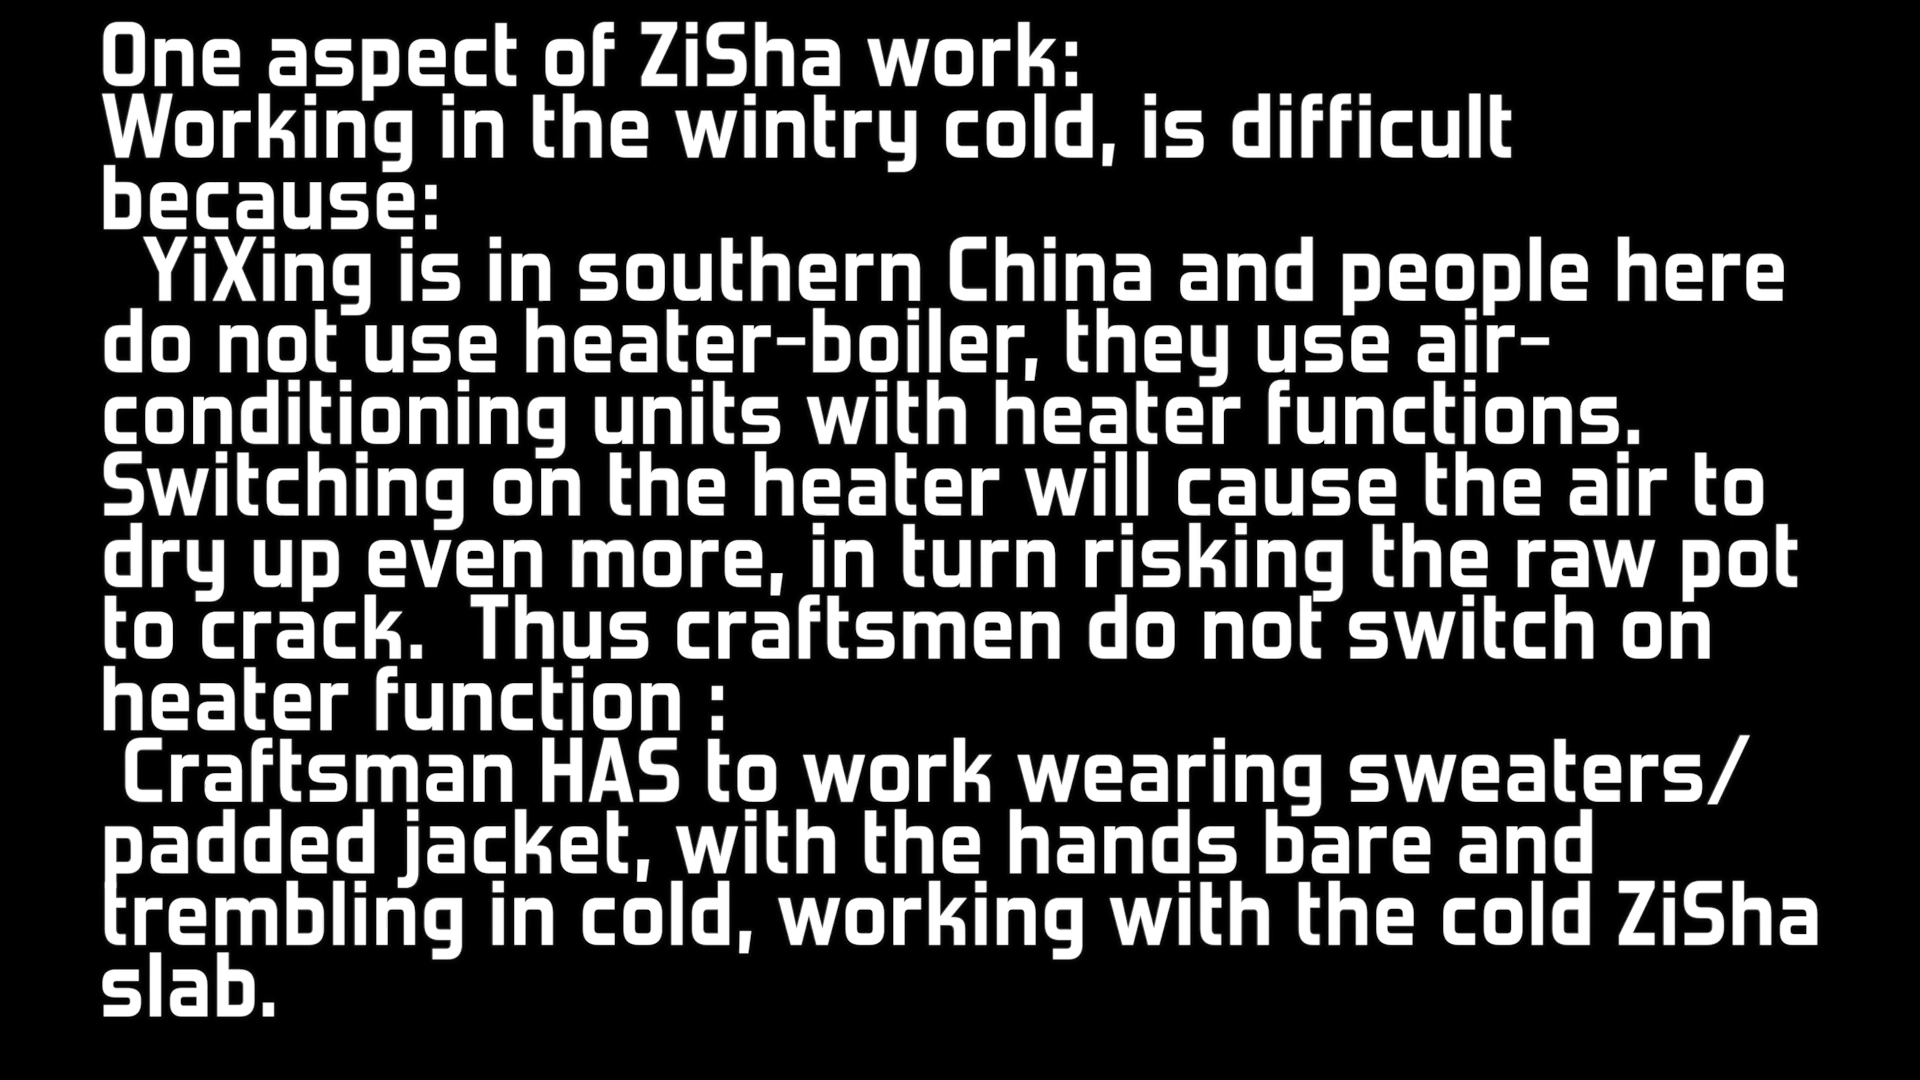 One aspect of ZiSha work:
Working in the wintry cold, is difficult
because:
YiXing is in southern China and people here
do not use heater-boiler, they use air-
conditioning units with heater functions.
Switching on the heater will cause the air to
dry up even more, in turn risking the raw pot
to crack.  Thus craftsmen do not switch on
heater function :
Craftsman HAS to work wearing sweaters/
padded jacket, with the hands bare and
trembling in cold, working with the cold ZiSha
slab.